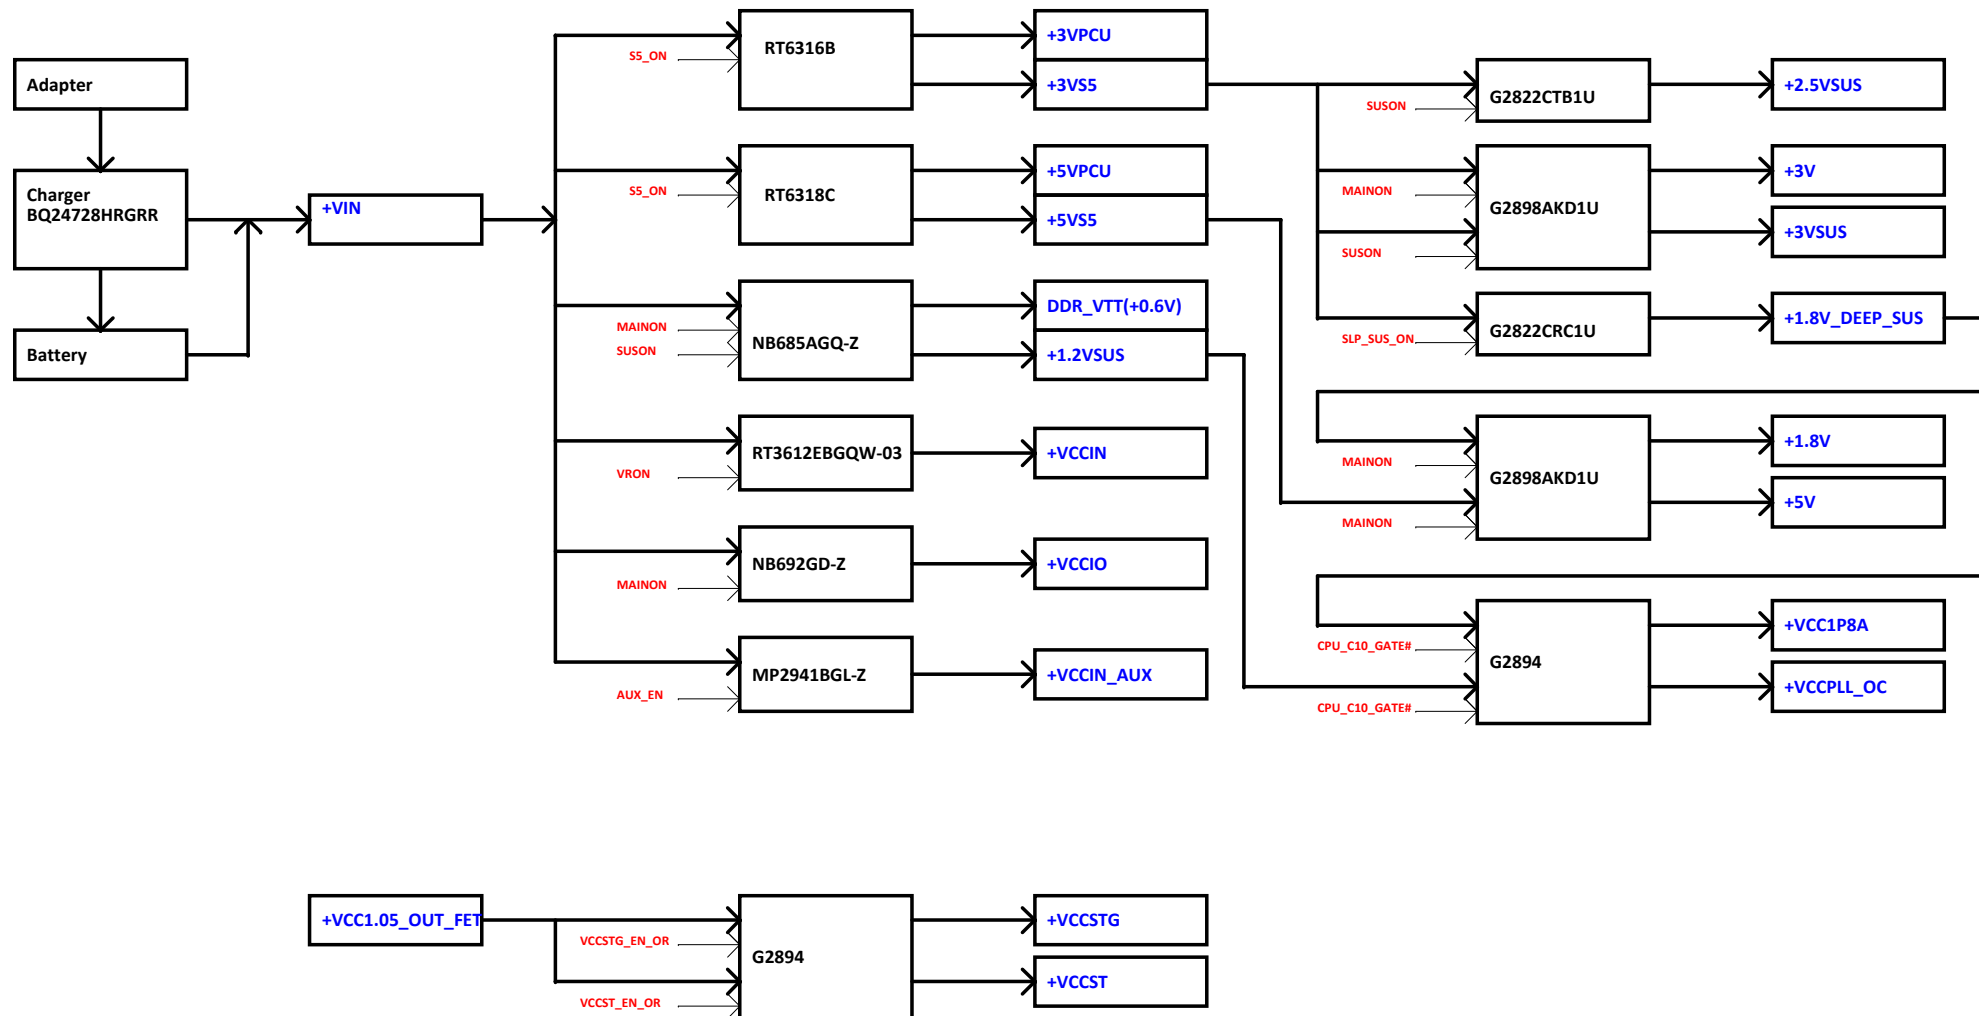 Adapter
Charger
BQ24728HRGRR
Battery
+VIN
S5_ON
RT6316B
+3VPCU
+3VS5
S5_ON
RT6318C
+5VPCU
+5VS5
MAINON
SUSON
NB685AGQ-Z
DDR_VTT(+0.6V)
+1.2VSUS
VRON
RT3612EBGQW-03
+VCCIN
MAINON
NB692GD-Z
+VCCIO
AUX_EN
MP2941BGL-Z
+VCCIN_AUX
SUSON
G2822CTB1U
+2.5VSUS
MAINON
SUSON
G2898AKD1U
+3V
+3VSUS
SLP_SUS_ON
G2822CRC1U
+1.8V_DEEP_SUS
MAINON
MAINON
G2898AKD1U
+1.8V
+5V
CPU_C10_GATE#
CPU_C10_GATE#
G2894
+VCC1P8A
+VCCPLL_OC
+VCC1.05_OUT_FET
VCCSTG_EN_OR
VCCST_EN_OR
G2894
+VCCSTG
+VCCST